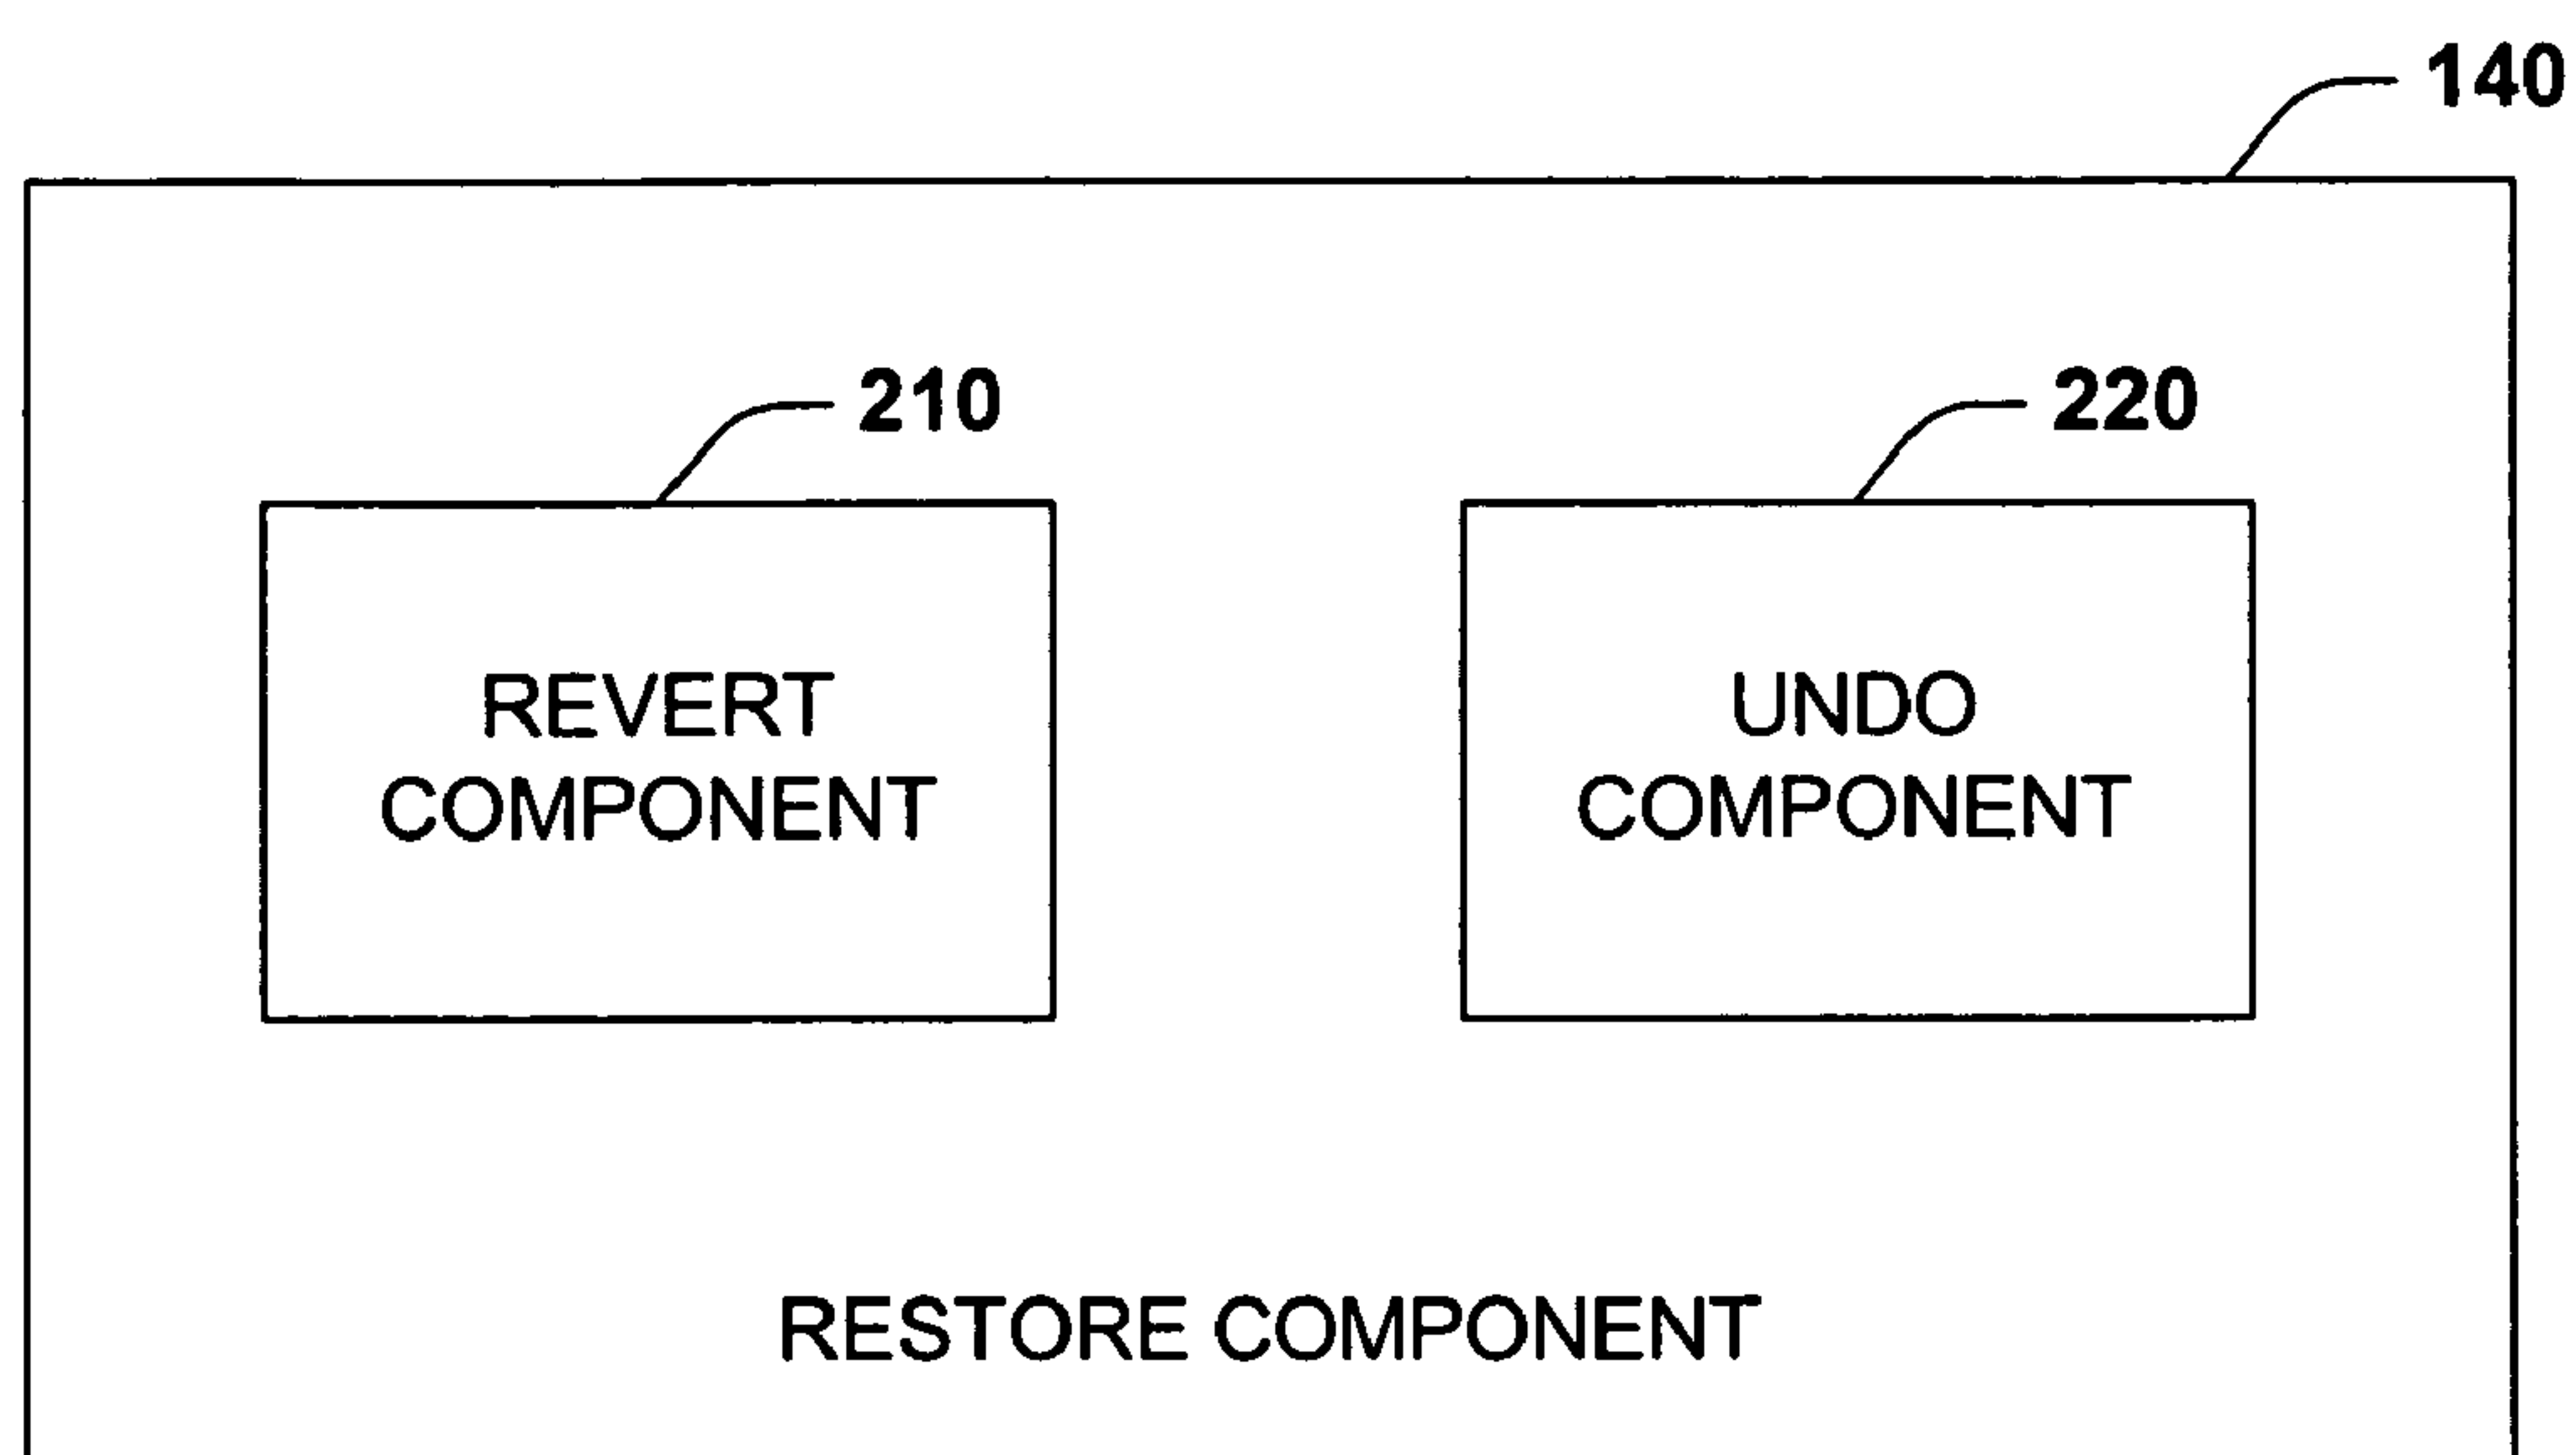 140
210
220
REVERT
COMPONENT
UNDO
COMPONENT
RESTORE COMPONENT